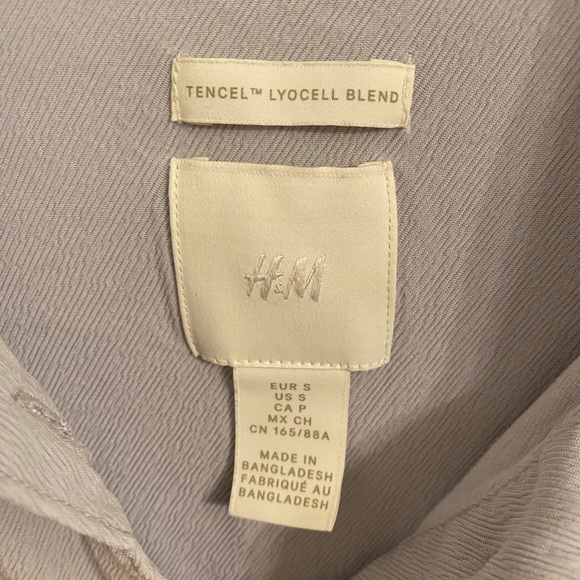 TENCEL™ LYOCELL BLEND
H&M
EUR S
US S
CA P
MX CH
CN 165/88A
MADE IN
BANGLADESH
FABRIQUÉ AU
BANGLADESH